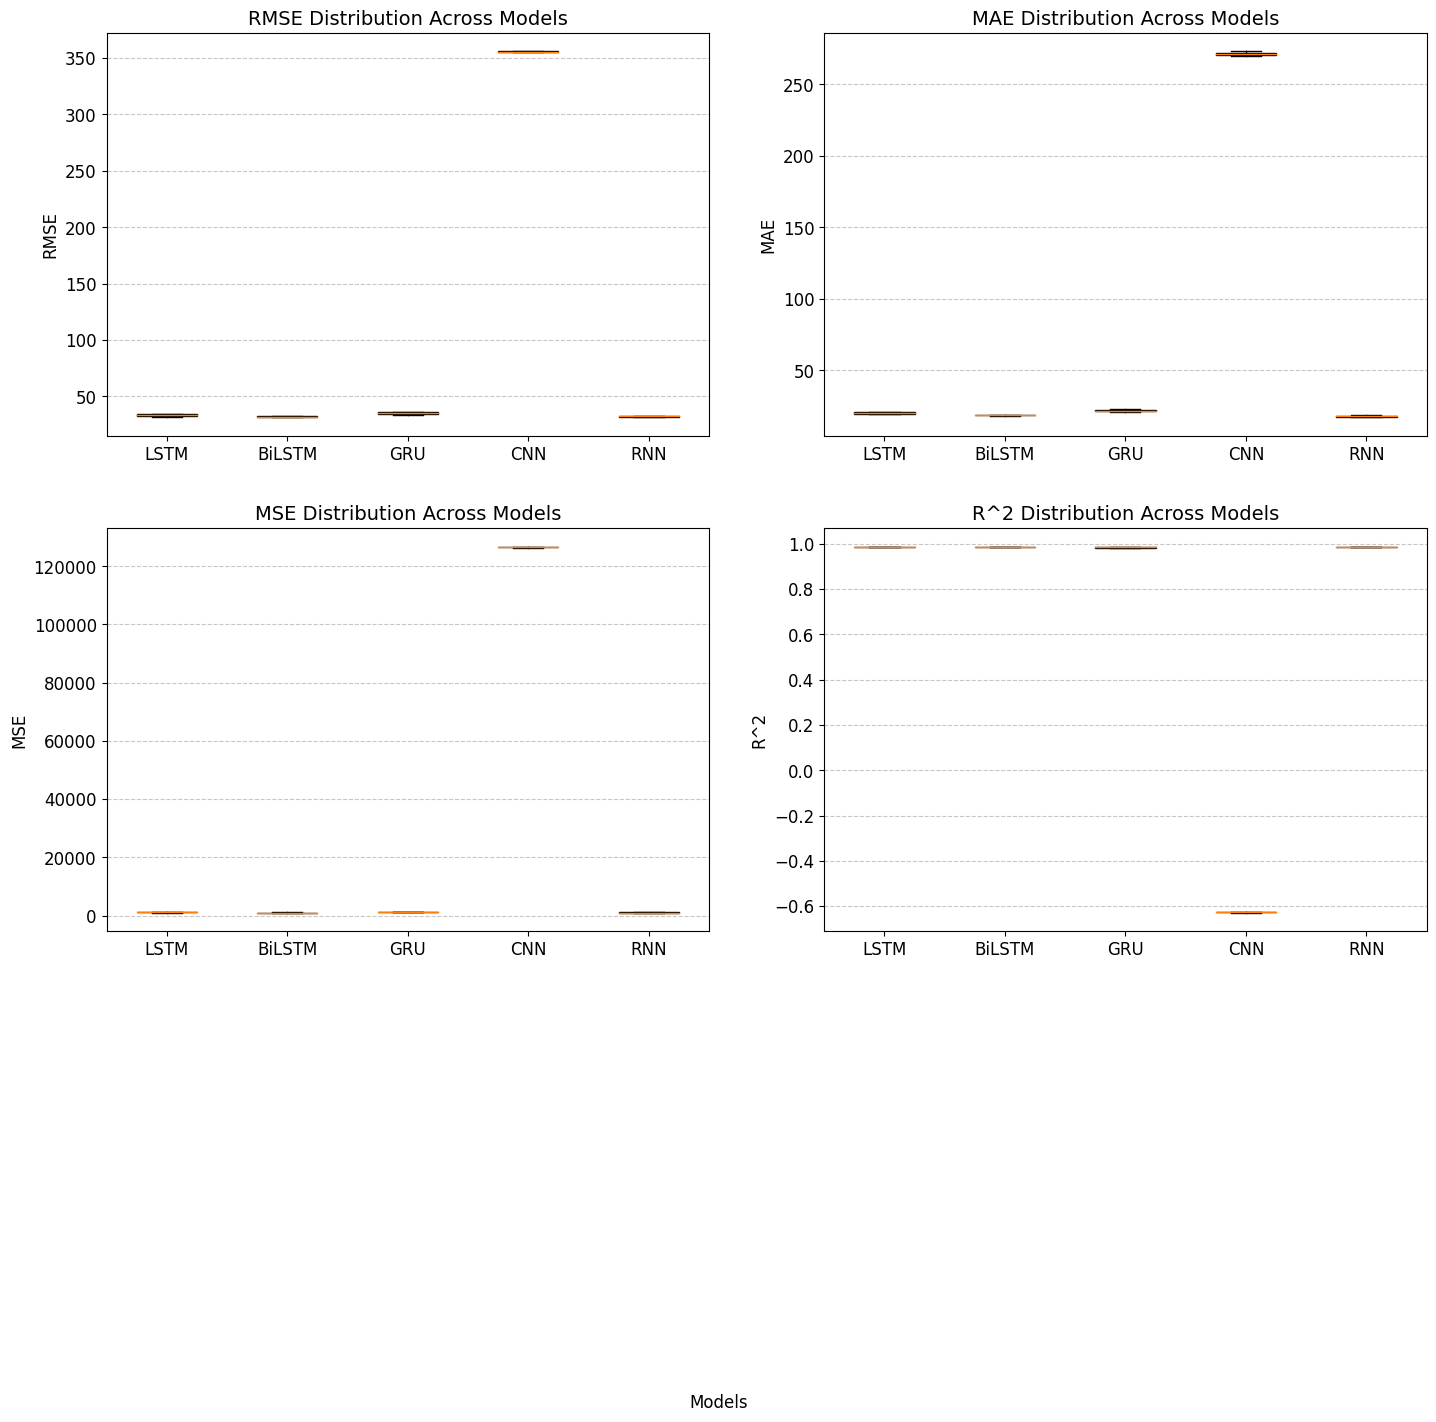 RMSE Distribution Across Models
RMSE
350
300
250
200
150
100
50
LSTM BiLSTM GRU CNN RNN
MAE Distribution Across Models
MAE
250
200
150
100
50
LSTM BiLSTM GRU CNN RNN
MSE Distribution Across Models
MSE
120000
100000
80000
60000
40000
20000
0
LSTM BiLSTM GRU CNN RNN
R^2 Distribution Across Models
R^2
1.0
0.8
0.6
0.4
0.2
0.0
−0.2
−0.4
−0.6
LSTM BiLSTM GRU CNN RNN
Models